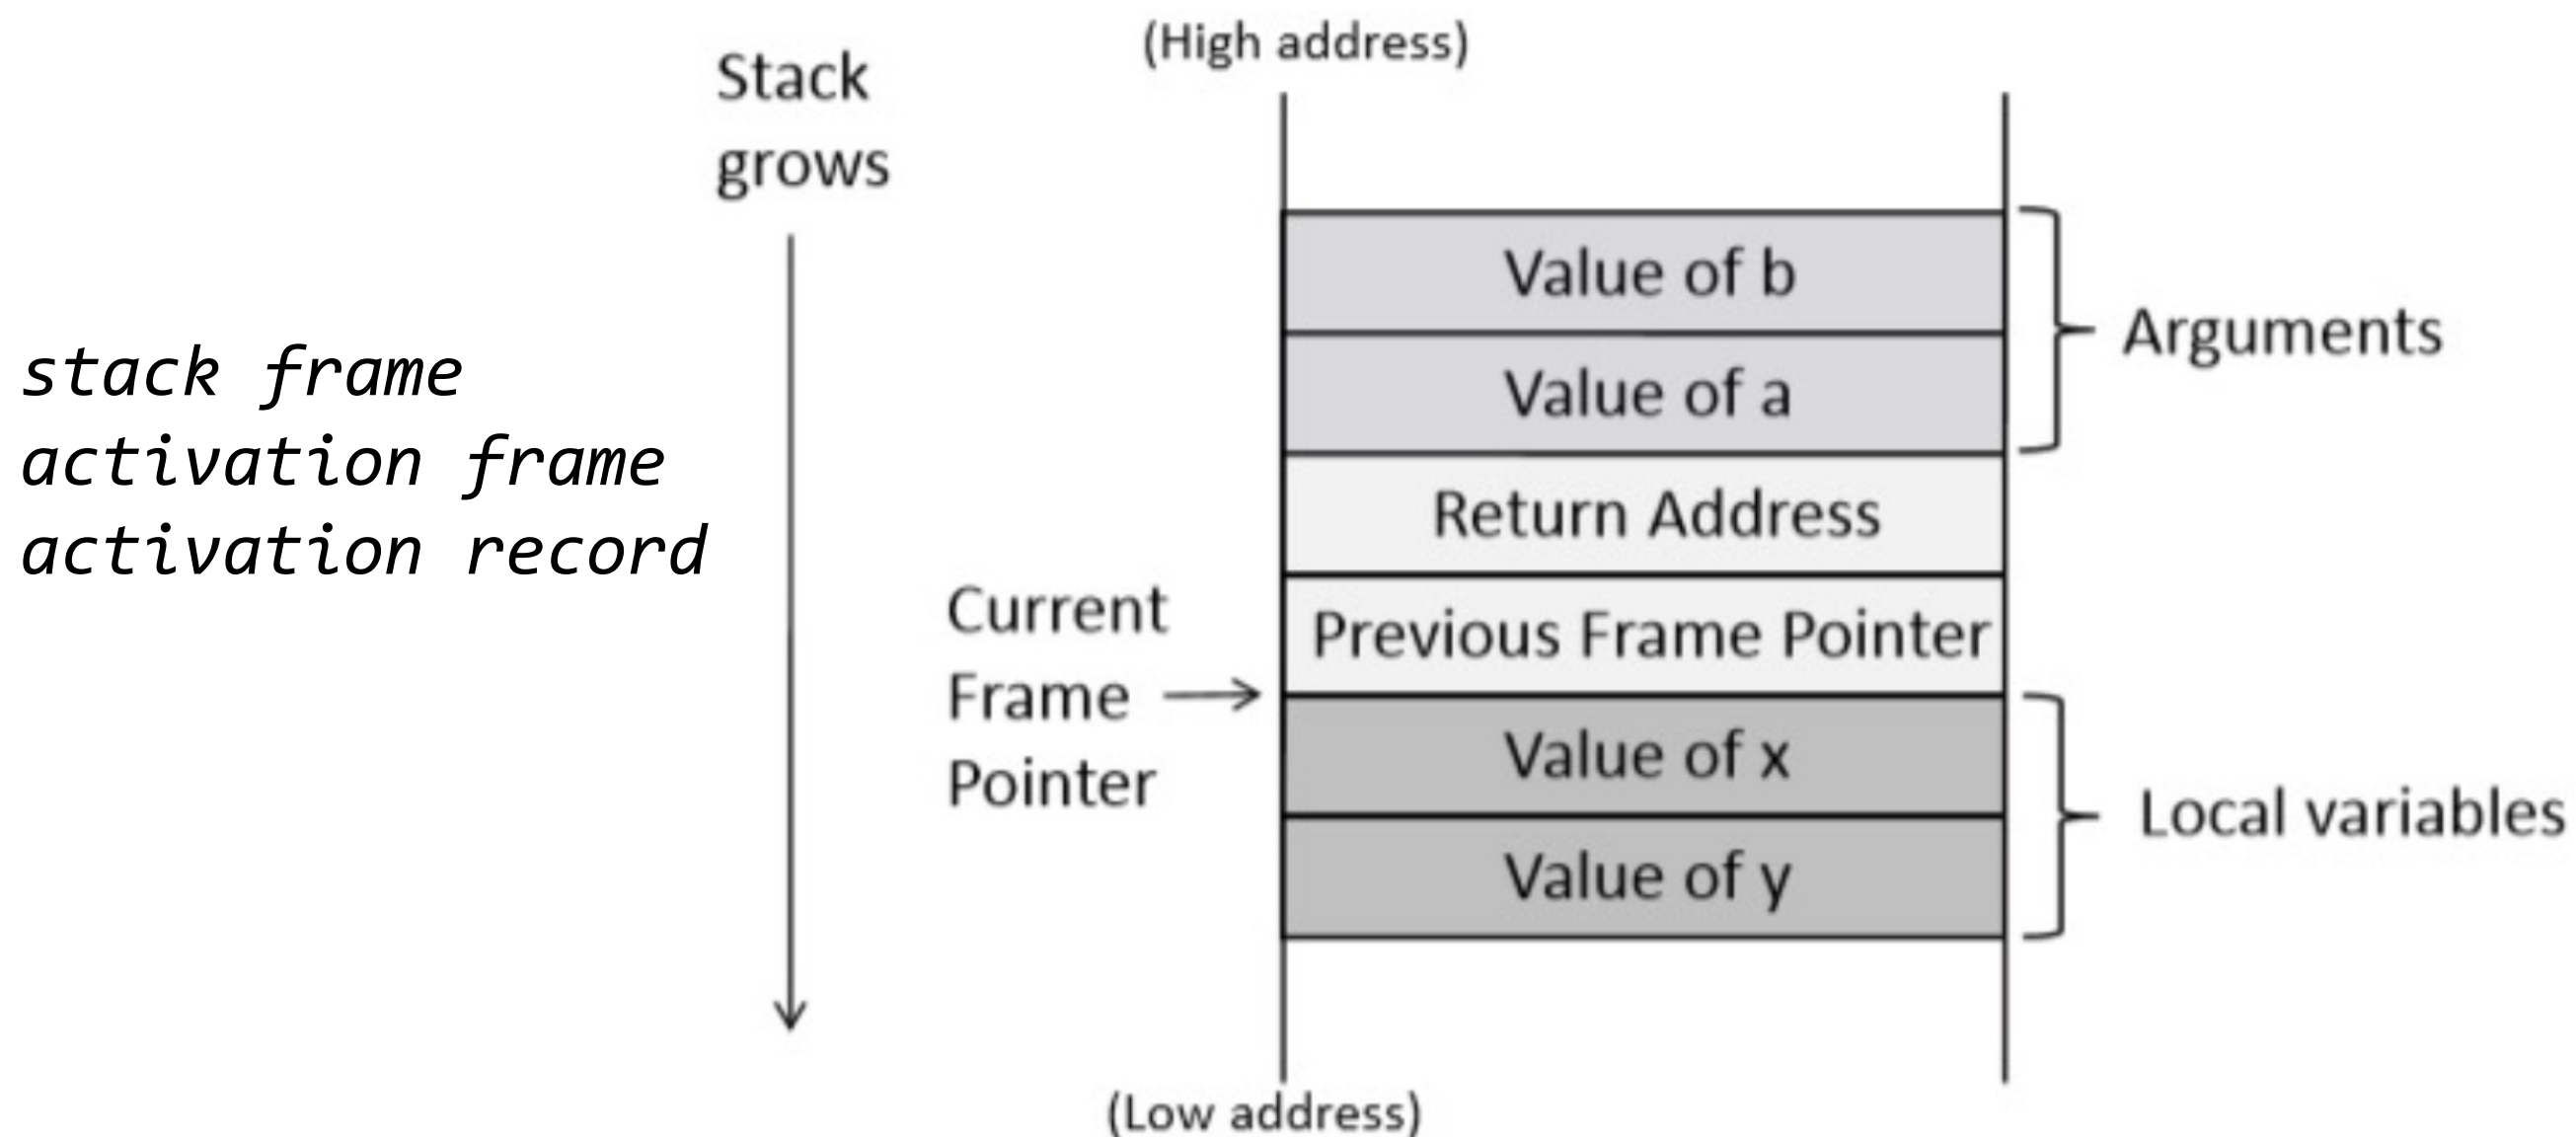 (High address)
Stack
grows
stack frame
activation frame
activation record
Value of b
Value of a
Arguments
Return Address
Previous Frame Pointer
Current
Frame
Pointer
Value of x
Value of y
Local variables
(Low address)